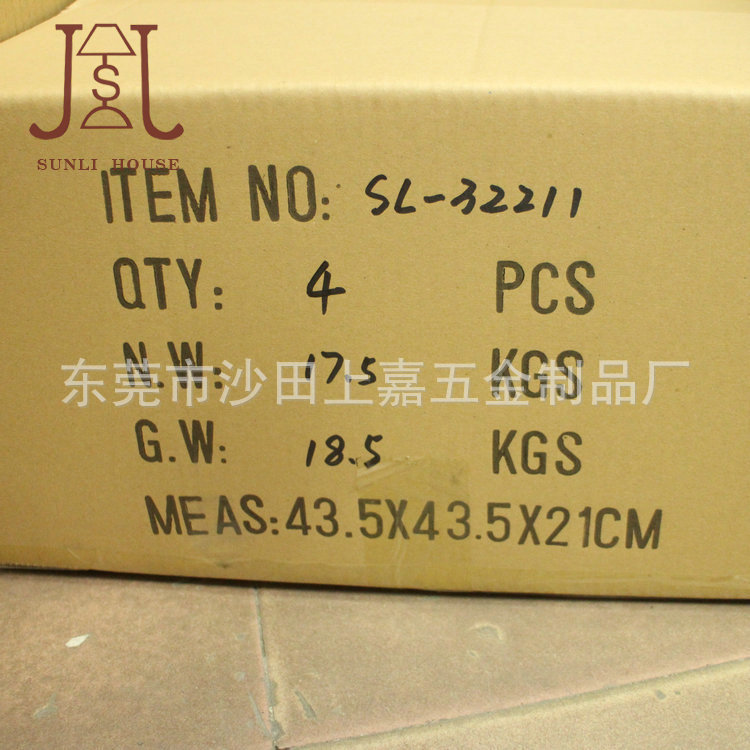 S
SUNLI HOUSE
ITEM NO: SL-32211
QTY: 4 PCS
N.W: 17.5 KGS
东莞市沙田上嘉五金制品厂
G.W: 18.5 KGS
MEAS:43.5X43.5X21CM